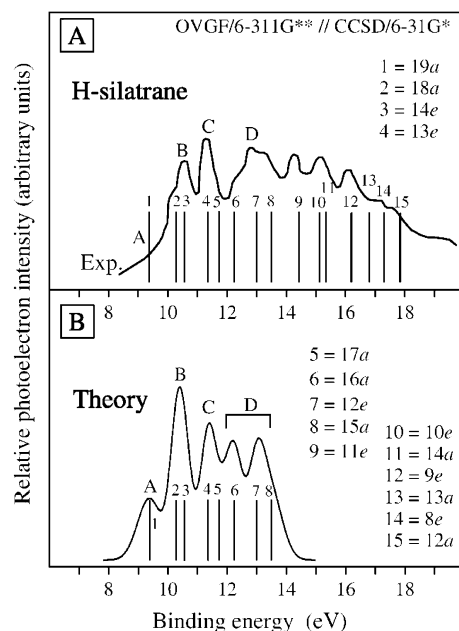 Relative photoelectron intensity (arbitrary units)
A
OVGF/6-311G** // CCSD/6-31G*
H-silatrane
1 = 19a
2 = 18a
3 = 14e
4 = 13e
A
B
C
D
1
2 3
4 5
6
7
8
9
10
11
12
13
14
15
Exp.
8 10 12 14 16 18
B
Theory
A
B
C
D
1
2 3
4 5
6
7
8
5 = 17a
6 = 16a
7 = 12e
8 = 15a
9 = 11e
10 = 10e
11 = 14a
12 = 9e
13 = 13a
14 = 8e
15 = 12a
8 10 12 14 16 18
Binding energy (eV)